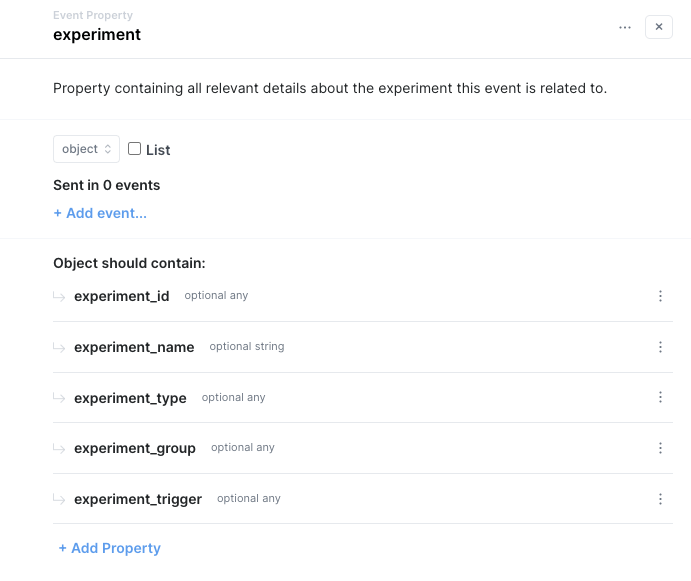 Event Property
experiment
Property containing all relevant details about the experiment this event is related to.
object List
Sent in 0 events
+ Add event...
Object should contain:
experiment_id optional any
experiment_name optional string
experiment_type optional any
experiment_group optional any
experiment_trigger optional any
+ Add Property